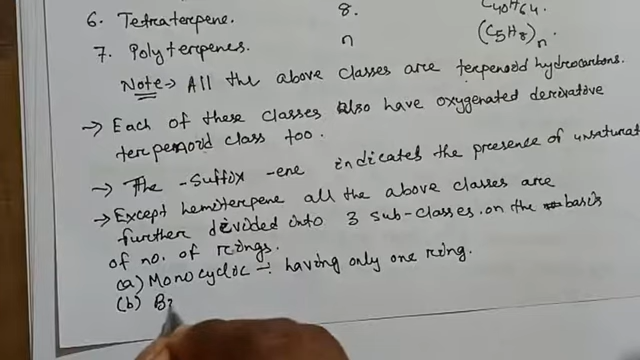 6. Tetraterpene. 8. C40H64.
7. Polyterpenes. n (C5H8)n.
Note → All the above classes are terpenoid hydrocarbons.
→ Each of these classes also have oxygenated derivative
terpenoid class too.
→ The -Suffix -ene indicates the presence of unsaturat
→ Except hemiterpene all the above classes are
further divided into 3 sub-classes on the basis
of no. of rings.
(a) Monocyclic → having only one ring.
(b) Bi